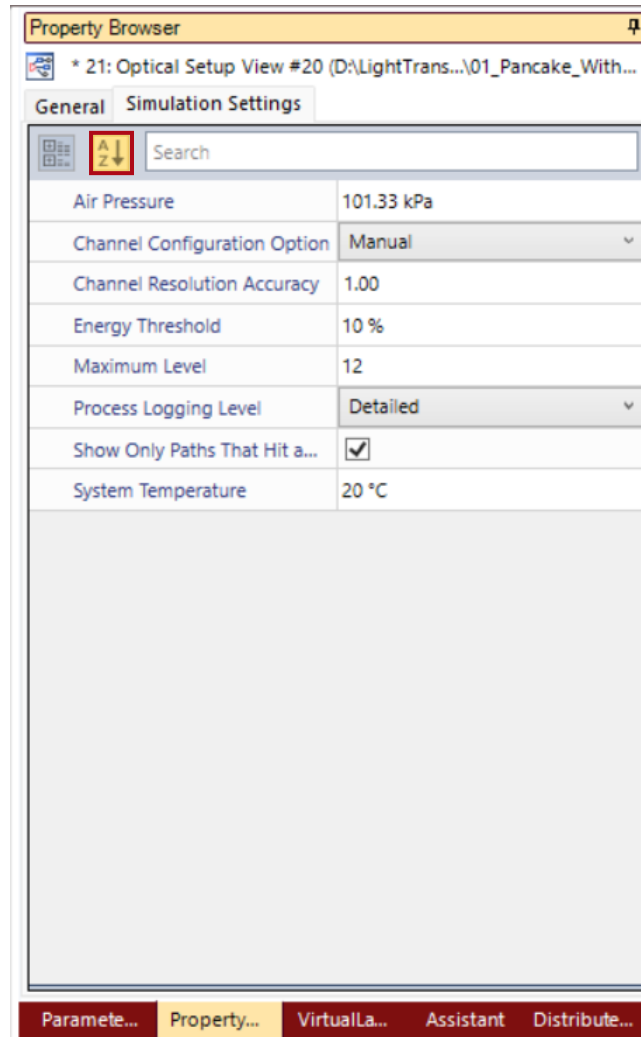 Property Browser
* 21: Optical Setup View #20 (D:\LightTrans...\01_Pancake_With...
General Simulation Settings
A Z Search
Air Pressure 101.33 kPa
Channel Configuration Option Manual
Channel Resolution Accuracy 1.00
Energy Threshold 10 %
Maximum Level 12
Process Logging Level Detailed
Show Only Paths That Hit a...
System Temperature 20 °C
Paramete... Property... VirtualLa... Assistant Distribute...